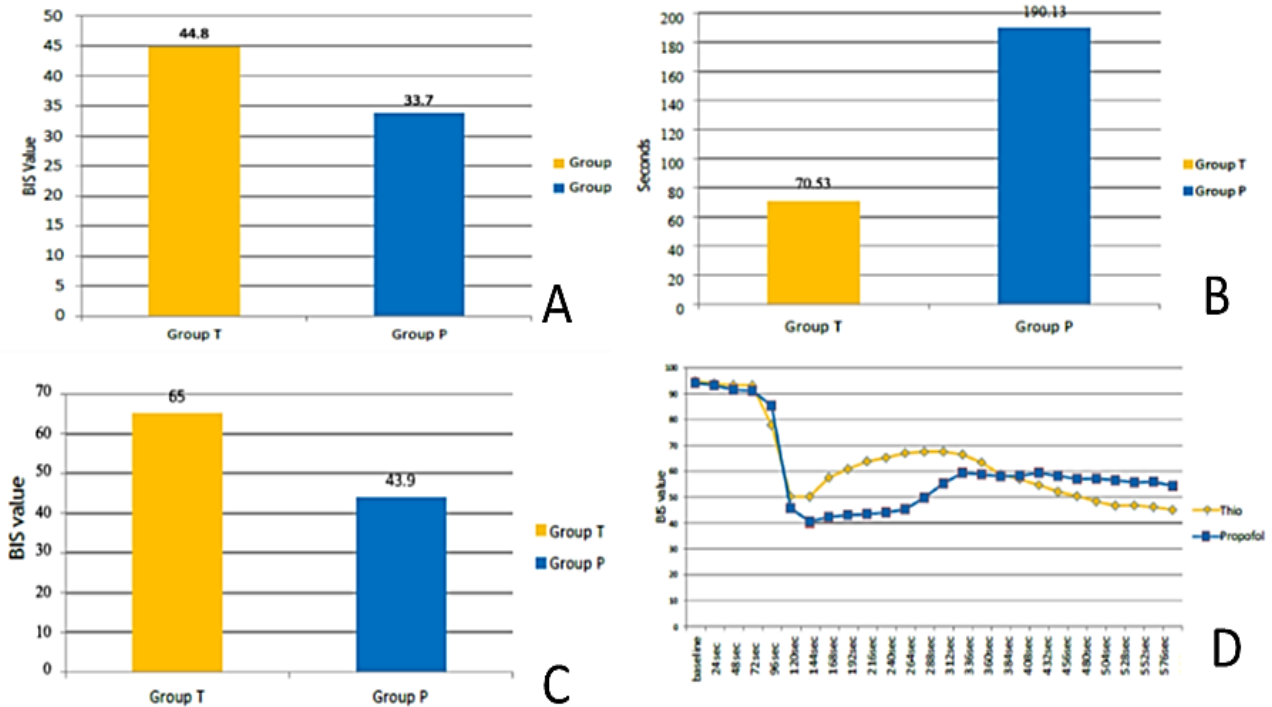 50
45
40
35
30
25
20
15
10
5
0
BIS Value
44.8
33.7
Group T
Group P
Group
Group
A
200
180
160
140
120
100
80
60
40
20
0
Seconds
70.53
190.13
Group T
Group P
Group T
Group P
B
70
60
50
40
30
20
10
0
BIS value
65
43.9
Group T
Group P
Group T
Group P
C
100
90
80
70
60
50
40
30
20
10
0
BIS value
baseline
24sec
48sec
72sec
96sec
120sec
144sec
168sec
192sec
216sec
240sec
264sec
288sec
312sec
336sec
360sec
384sec
408sec
432sec
456sec
480sec
504sec
528sec
552sec
576sec
Thio
Propofol
D